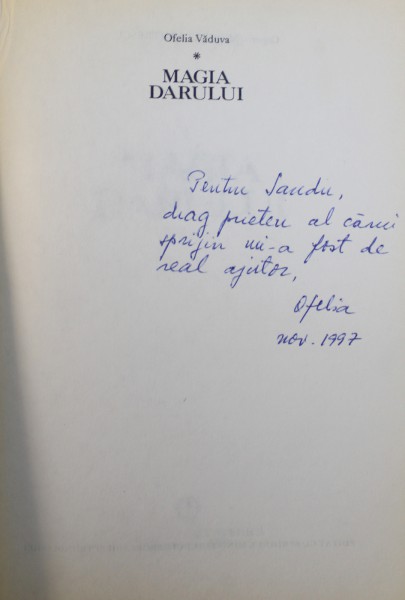 Ofelia Văduva
*
MAGIA
DARULUI
Pentru Sandu,
drag prieten al cărui
sprijin mi-a fost de
real ajutor,
Ofelia
nov. 1997